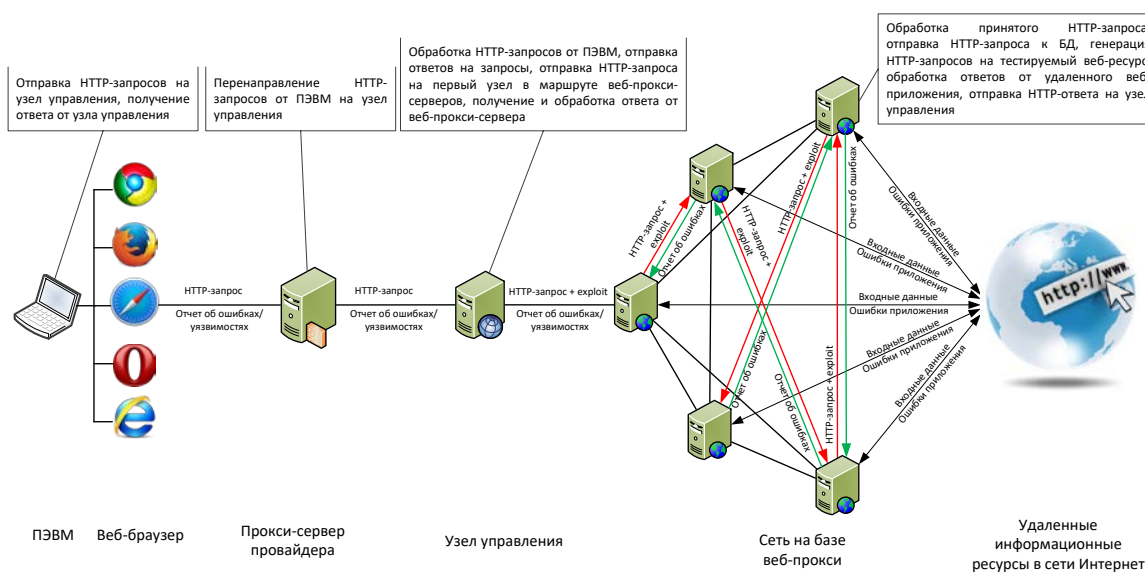 Отправка HTTP-запросов на
узел управления, получение
ответа от узла управления
Перенаправление HTTP-
запросов от ПЭВМ на узел
управления
Обработка HTTP-запросов от ПЭВМ, отправка
ответов на запросы, отправка HTTP-запроса
на первый узел в маршруте веб-прокси-
серверов, получение и обработка ответа от
веб-прокси-сервера
Обработка принятого HTTP-запроса
отправка HTTP-запроса к БД, генераци
HTTP-запросов на тестируемый веб-ресурс
обработка ответов от удаленного веб
приложения, отправка HTTP-ответа на узел
управления
HTTP-запрос
Отчет об ошибках/
уязвимостях
HTTP-запрос
Отчет об ошибках/
уязвимостях
HTTP-запрос + exploit
Отчет об ошибках/
уязвимостях
HTTP-запрос +
exploit
Отчет об ошибках
HTTP-запрос +
exploit
HTTP-запрос + exploit
Отчет об ошибках
Отчет об ошибках
Отчет об ошибках
HTTP-запрос + exploit
Входные данные
Ошибки приложения
Входные данные
Ошибки приложения
Входные данные
Ошибки приложения
Входные данные
Ошибки приложения
Входные данные
Ошибки приложения
http://www.
ПЭВМ
Веб-браузер
Прокси-сервер
провайдера
Узел управления
Сеть на базе
веб-прокси
Удаленные
информационные
ресурсы в сети Интернет